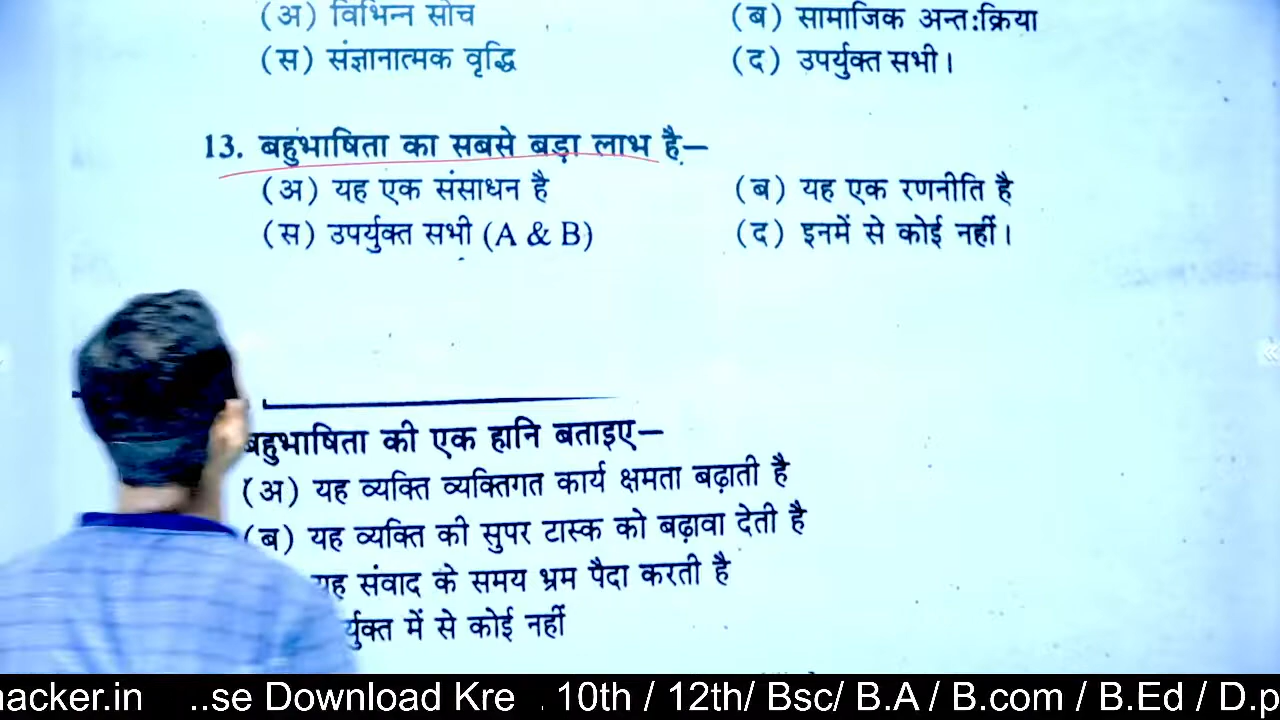 (अ) विभिन्न सोच (ब) सामाजिक अन्त:क्रिया
(स) संज्ञानात्मक वृद्धि (द) उपर्युक्त सभी।
13. बहुभाषिता का सबसे बड़ा लाभ है–
(अ) यह एक संसाधन है (ब) यह एक रणनीति है
(स) उपर्युक्त सभी (A & B) (द) इनमें से कोई नहीं।
बहुभाषिता की एक हानि बताइए–
(अ) यह व्यक्ति व्यक्तिगत कार्य क्षमता बढ़ाती है
(ब) यह व्यक्ति की सुपर टास्क को बढ़ावा देती है
यह संवाद के समय भ्रम पैदा करती है
र्युक्त में से कोई नहीं
hacker.in ..se Download Kre . 10th / 12th/ Bsc/ B.A / B.com / B.Ed / D.p